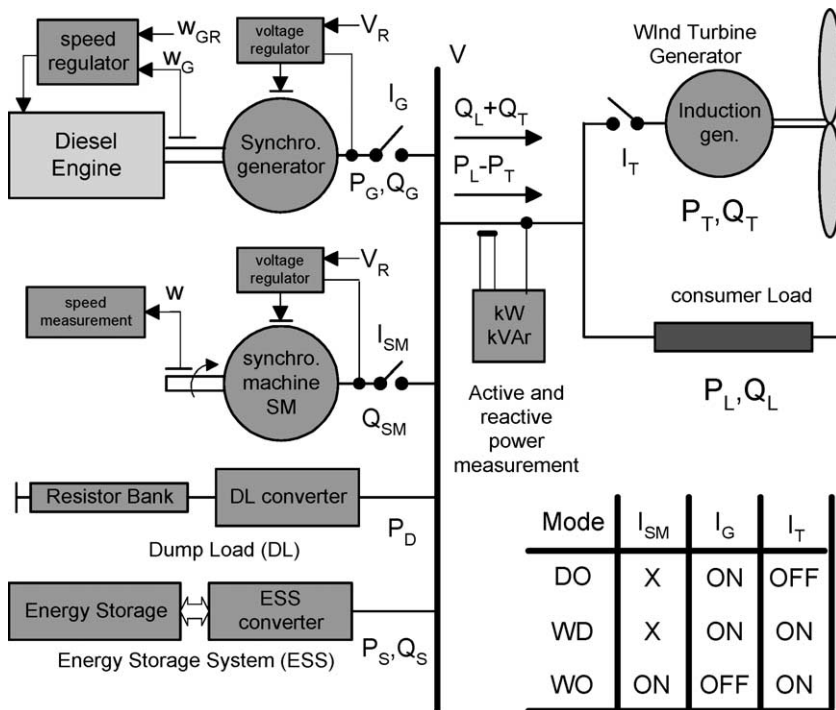 speed
regulator
w_GR
w_G
voltage
regulator
V_R
Diesel
Engine
Synchro.
generator
I_G
P_G,Q_G
V
Q_L+Q_T
P_L-P_T
WInd Turbine
Generator
Induction
gen.
I_T
P_T,Q_T
speed
measurement
w
voltage
regulator
V_R
synchro.
machine
SM
I_SM
Q_SM
kW
kVAr
Active and
reactive
power
measurement
consumer Load
P_L,Q_L
Resistor Bank
DL converter
P_D
Dump Load (DL)
Energy Storage
ESS
converter
P_S,Q_S
Energy Storage System (ESS)
Mode I_SM I_G I_T
DO X ON OFF
WD X ON ON
WO ON OFF ON